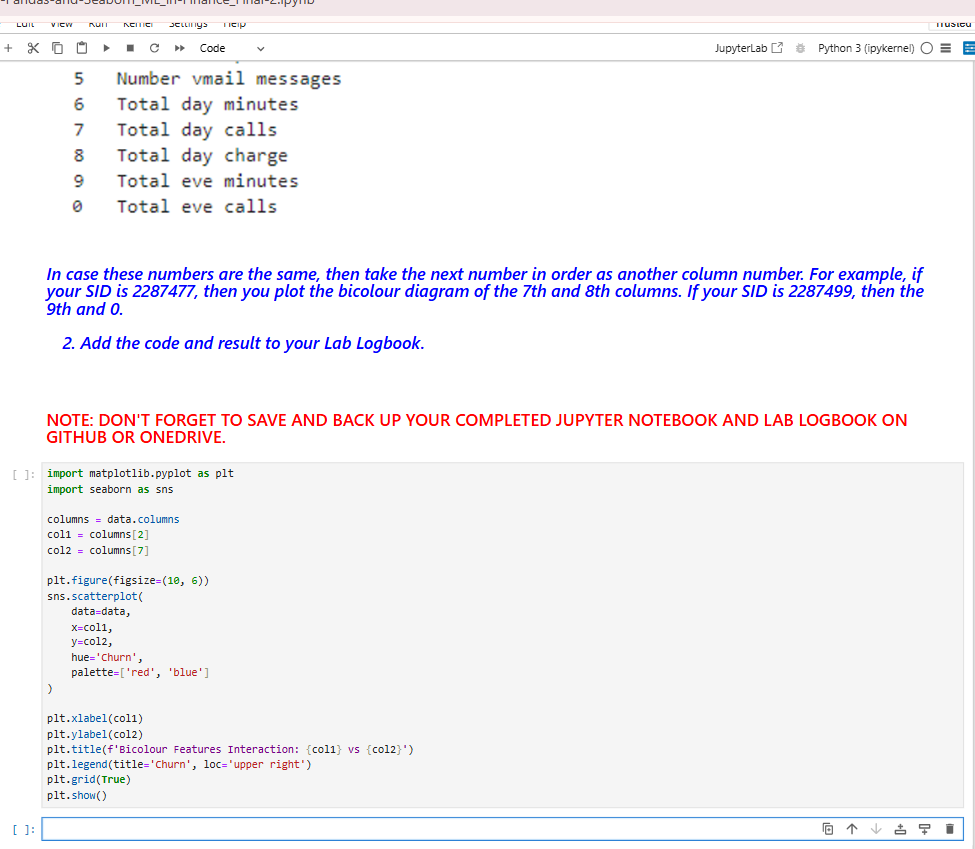 -Pandas-and-Seaborn_ML_in-Finance_Final-2.ipynb
Edit View Run Kernel Settings Help Trusted
Code JupyterLab Python 3 (ipykernel)
5 Number vmail messages
6 Total day minutes
7 Total day calls
8 Total day charge
9 Total eve minutes
0 Total eve calls
In case these numbers are the same, then take the next number in order as another column number. For example, if
your SID is 2287477, then you plot the bicolour diagram of the 7th and 8th columns. If your SID is 2287499, then the
9th and 0.
2. Add the code and result to your Lab Logbook.
NOTE: DON'T FORGET TO SAVE AND BACK UP YOUR COMPLETED JUPYTER NOTEBOOK AND LAB LOGBOOK ON
GITHUB OR ONEDRIVE.
[ ]: import matplotlib.pyplot as plt
import seaborn as sns
columns = data.columns
col1 = columns[2]
col2 = columns[7]
plt.figure(figsize=(10, 6))
sns.scatterplot(
data=data,
x=col1,
y=col2,
hue='Churn',
palette=['red', 'blue']
)
plt.xlabel(col1)
plt.ylabel(col2)
plt.title(f'Bicolour Features Interaction: {col1} vs {col2}')
plt.legend(title='Churn', loc='upper right')
plt.grid(True)
plt.show()
[ ]: